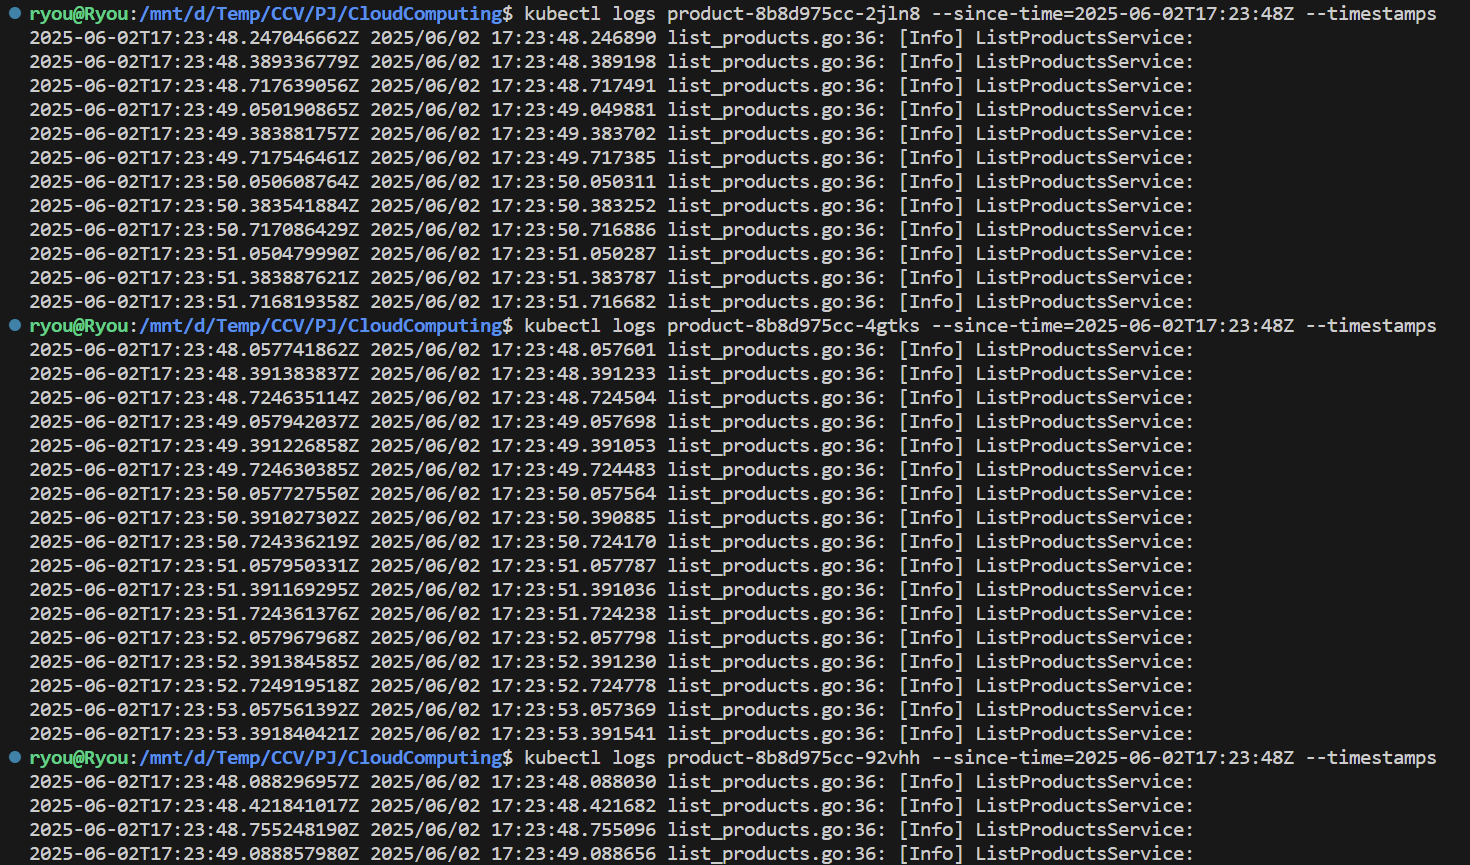 ryou@Ryou:/mnt/d/Temp/CCV/PJ/CloudComputing$ kubectl logs product-8b8d975cc-2jln8 --since-time=2025-06-02T17:23:48Z --timestamps
2025-06-02T17:23:48.247046662Z 2025/06/02 17:23:48.246890 list_products.go:36: [Info] ListProductsService:
2025-06-02T17:23:48.389336779Z 2025/06/02 17:23:48.389198 list_products.go:36: [Info] ListProductsService:
2025-06-02T17:23:48.717639056Z 2025/06/02 17:23:48.717491 list_products.go:36: [Info] ListProductsService:
2025-06-02T17:23:49.050190865Z 2025/06/02 17:23:49.049881 list_products.go:36: [Info] ListProductsService:
2025-06-02T17:23:49.383881757Z 2025/06/02 17:23:49.383702 list_products.go:36: [Info] ListProductsService:
2025-06-02T17:23:49.717546461Z 2025/06/02 17:23:49.717385 list_products.go:36: [Info] ListProductsService:
2025-06-02T17:23:50.050608764Z 2025/06/02 17:23:50.050311 list_products.go:36: [Info] ListProductsService:
2025-06-02T17:23:50.383541884Z 2025/06/02 17:23:50.383252 list_products.go:36: [Info] ListProductsService:
2025-06-02T17:23:50.717086429Z 2025/06/02 17:23:50.716886 list_products.go:36: [Info] ListProductsService:
2025-06-02T17:23:51.050479990Z 2025/06/02 17:23:51.050287 list_products.go:36: [Info] ListProductsService:
2025-06-02T17:23:51.383887621Z 2025/06/02 17:23:51.383787 list_products.go:36: [Info] ListProductsService:
2025-06-02T17:23:51.716819358Z 2025/06/02 17:23:51.716682 list_products.go:36: [Info] ListProductsService:
ryou@Ryou:/mnt/d/Temp/CCV/PJ/CloudComputing$ kubectl logs product-8b8d975cc-4gtks --since-time=2025-06-02T17:23:48Z --timestamps
2025-06-02T17:23:48.057741862Z 2025/06/02 17:23:48.057601 list_products.go:36: [Info] ListProductsService:
2025-06-02T17:23:48.391383837Z 2025/06/02 17:23:48.391233 list_products.go:36: [Info] ListProductsService:
2025-06-02T17:23:48.724635114Z 2025/06/02 17:23:48.724504 list_products.go:36: [Info] ListProductsService:
2025-06-02T17:23:49.057942037Z 2025/06/02 17:23:49.057698 list_products.go:36: [Info] ListProductsService:
2025-06-02T17:23:49.391226858Z 2025/06/02 17:23:49.391053 list_products.go:36: [Info] ListProductsService:
2025-06-02T17:23:49.724630385Z 2025/06/02 17:23:49.724483 list_products.go:36: [Info] ListProductsService:
2025-06-02T17:23:50.057727550Z 2025/06/02 17:23:50.057564 list_products.go:36: [Info] ListProductsService:
2025-06-02T17:23:50.391027302Z 2025/06/02 17:23:50.390885 list_products.go:36: [Info] ListProductsService:
2025-06-02T17:23:50.724336219Z 2025/06/02 17:23:50.724170 list_products.go:36: [Info] ListProductsService:
2025-06-02T17:23:51.057950331Z 2025/06/02 17:23:51.057787 list_products.go:36: [Info] ListProductsService:
2025-06-02T17:23:51.391169295Z 2025/06/02 17:23:51.391036 list_products.go:36: [Info] ListProductsService:
2025-06-02T17:23:51.724361376Z 2025/06/02 17:23:51.724238 list_products.go:36: [Info] ListProductsService:
2025-06-02T17:23:52.057967968Z 2025/06/02 17:23:52.057798 list_products.go:36: [Info] ListProductsService:
2025-06-02T17:23:52.391384585Z 2025/06/02 17:23:52.391230 list_products.go:36: [Info] ListProductsService:
2025-06-02T17:23:52.724919518Z 2025/06/02 17:23:52.724778 list_products.go:36: [Info] ListProductsService:
2025-06-02T17:23:53.057561392Z 2025/06/02 17:23:53.057369 list_products.go:36: [Info] ListProductsService:
2025-06-02T17:23:53.391840421Z 2025/06/02 17:23:53.391541 list_products.go:36: [Info] ListProductsService:
ryou@Ryou:/mnt/d/Temp/CCV/PJ/CloudComputing$ kubectl logs product-8b8d975cc-92vhh --since-time=2025-06-02T17:23:48Z --timestamps
2025-06-02T17:23:48.088296957Z 2025/06/02 17:23:48.088030 list_products.go:36: [Info] ListProductsService:
2025-06-02T17:23:48.421841017Z 2025/06/02 17:23:48.421682 list_products.go:36: [Info] ListProductsService:
2025-06-02T17:23:48.755248190Z 2025/06/02 17:23:48.755096 list_products.go:36: [Info] ListProductsService:
2025-06-02T17:23:49.088857980Z 2025/06/02 17:23:49.088656 list_products.go:36: [Info] ListProductsService: